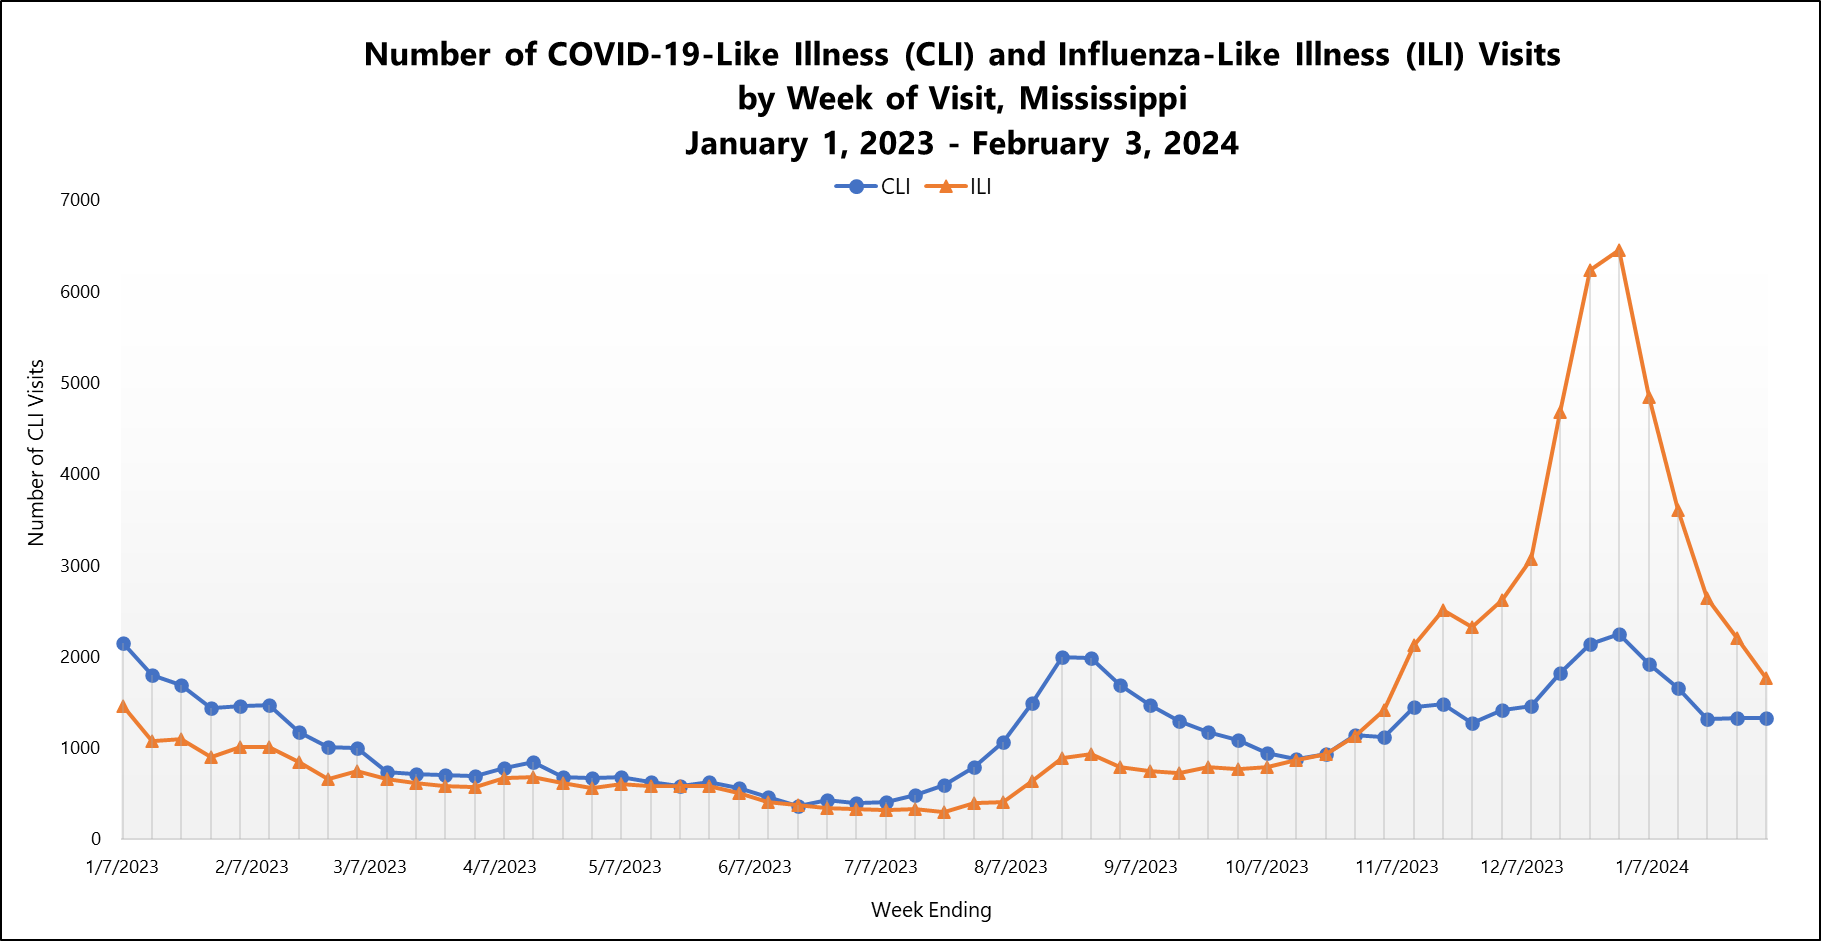 Number of COVID-19-Like Illness (CLI) and Influenza-Like Illness (ILI) Visits
by Week of Visit, Mississippi
January 1, 2023 - February 3, 2024
CLI ILI
7000
6000
5000
4000
3000
2000
1000
0
Number of CLI Visits
1/7/2023 2/7/2023 3/7/2023 4/7/2023 5/7/2023 6/7/2023 7/7/2023 8/7/2023 9/7/2023 10/7/2023 11/7/2023 12/7/2023 1/7/2024
Week Ending